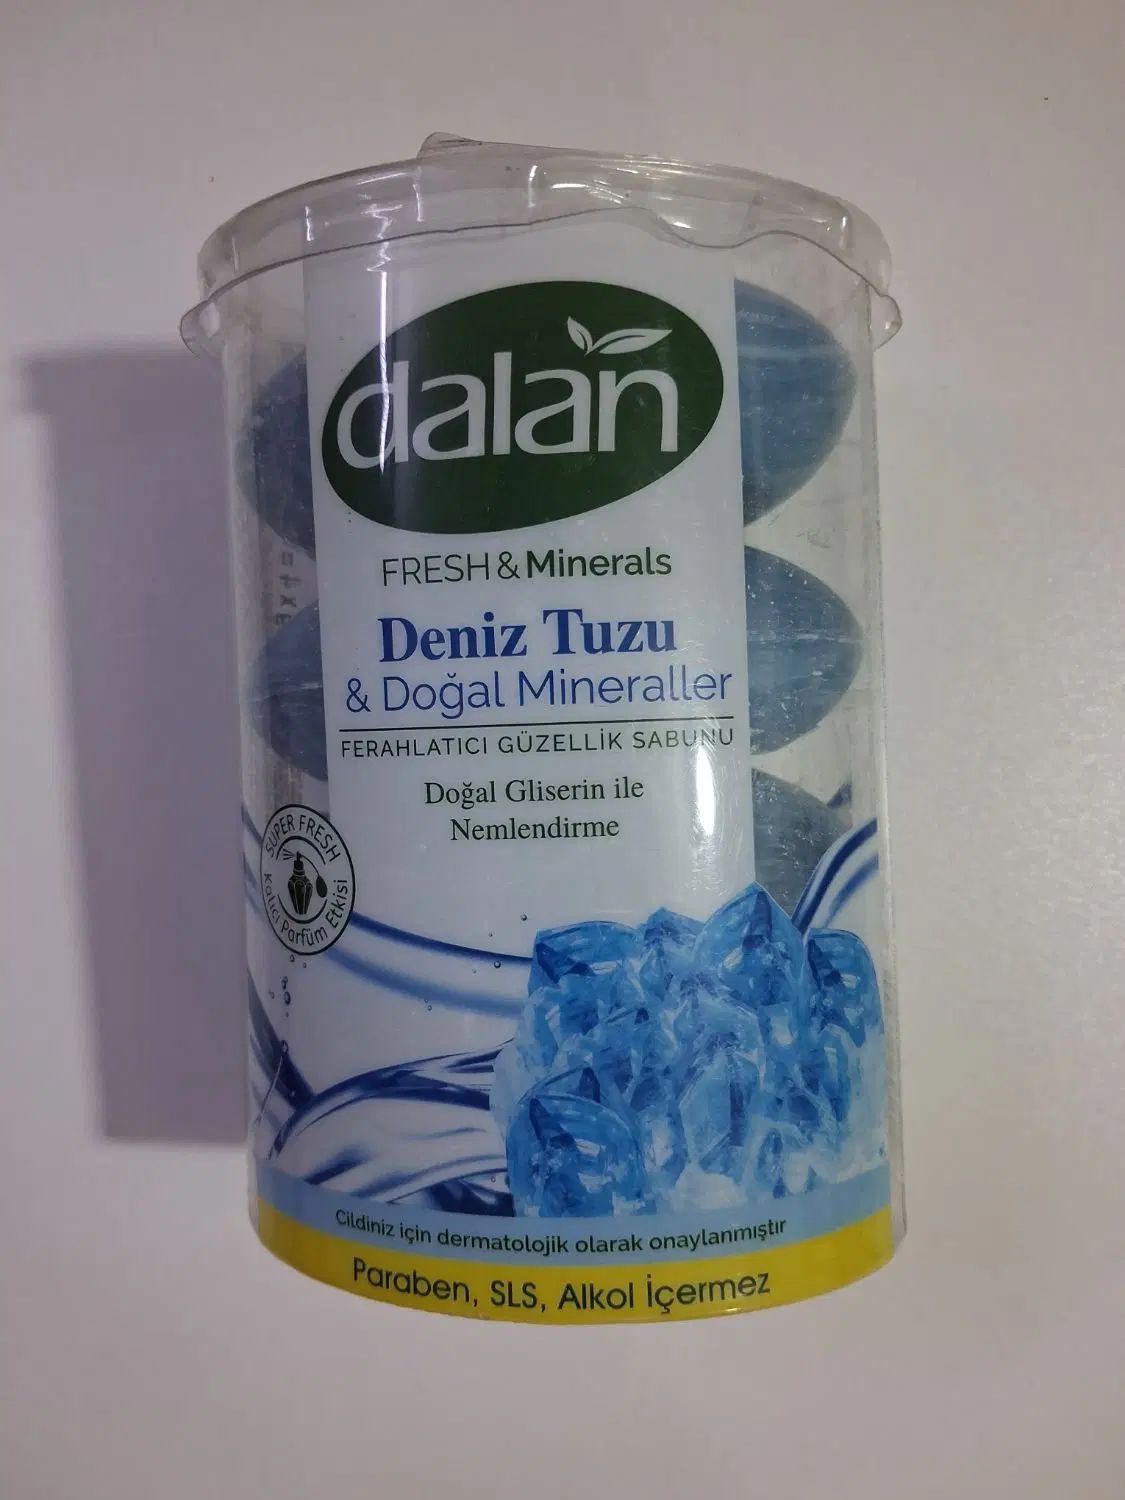 dalan
FRESH & Minerals
Deniz Tuzu
& Doğal Mineraller
FERAHLATICI GÜZELLİK SABUNU
Doğal Gliserin ile
Nemlendirme
SUPER FRESH
Kalıcı Parfüm Etkisi
Cildiniz için dermatolojik olarak onaylanmıştır
Paraben, SLS, Alkol İçermez